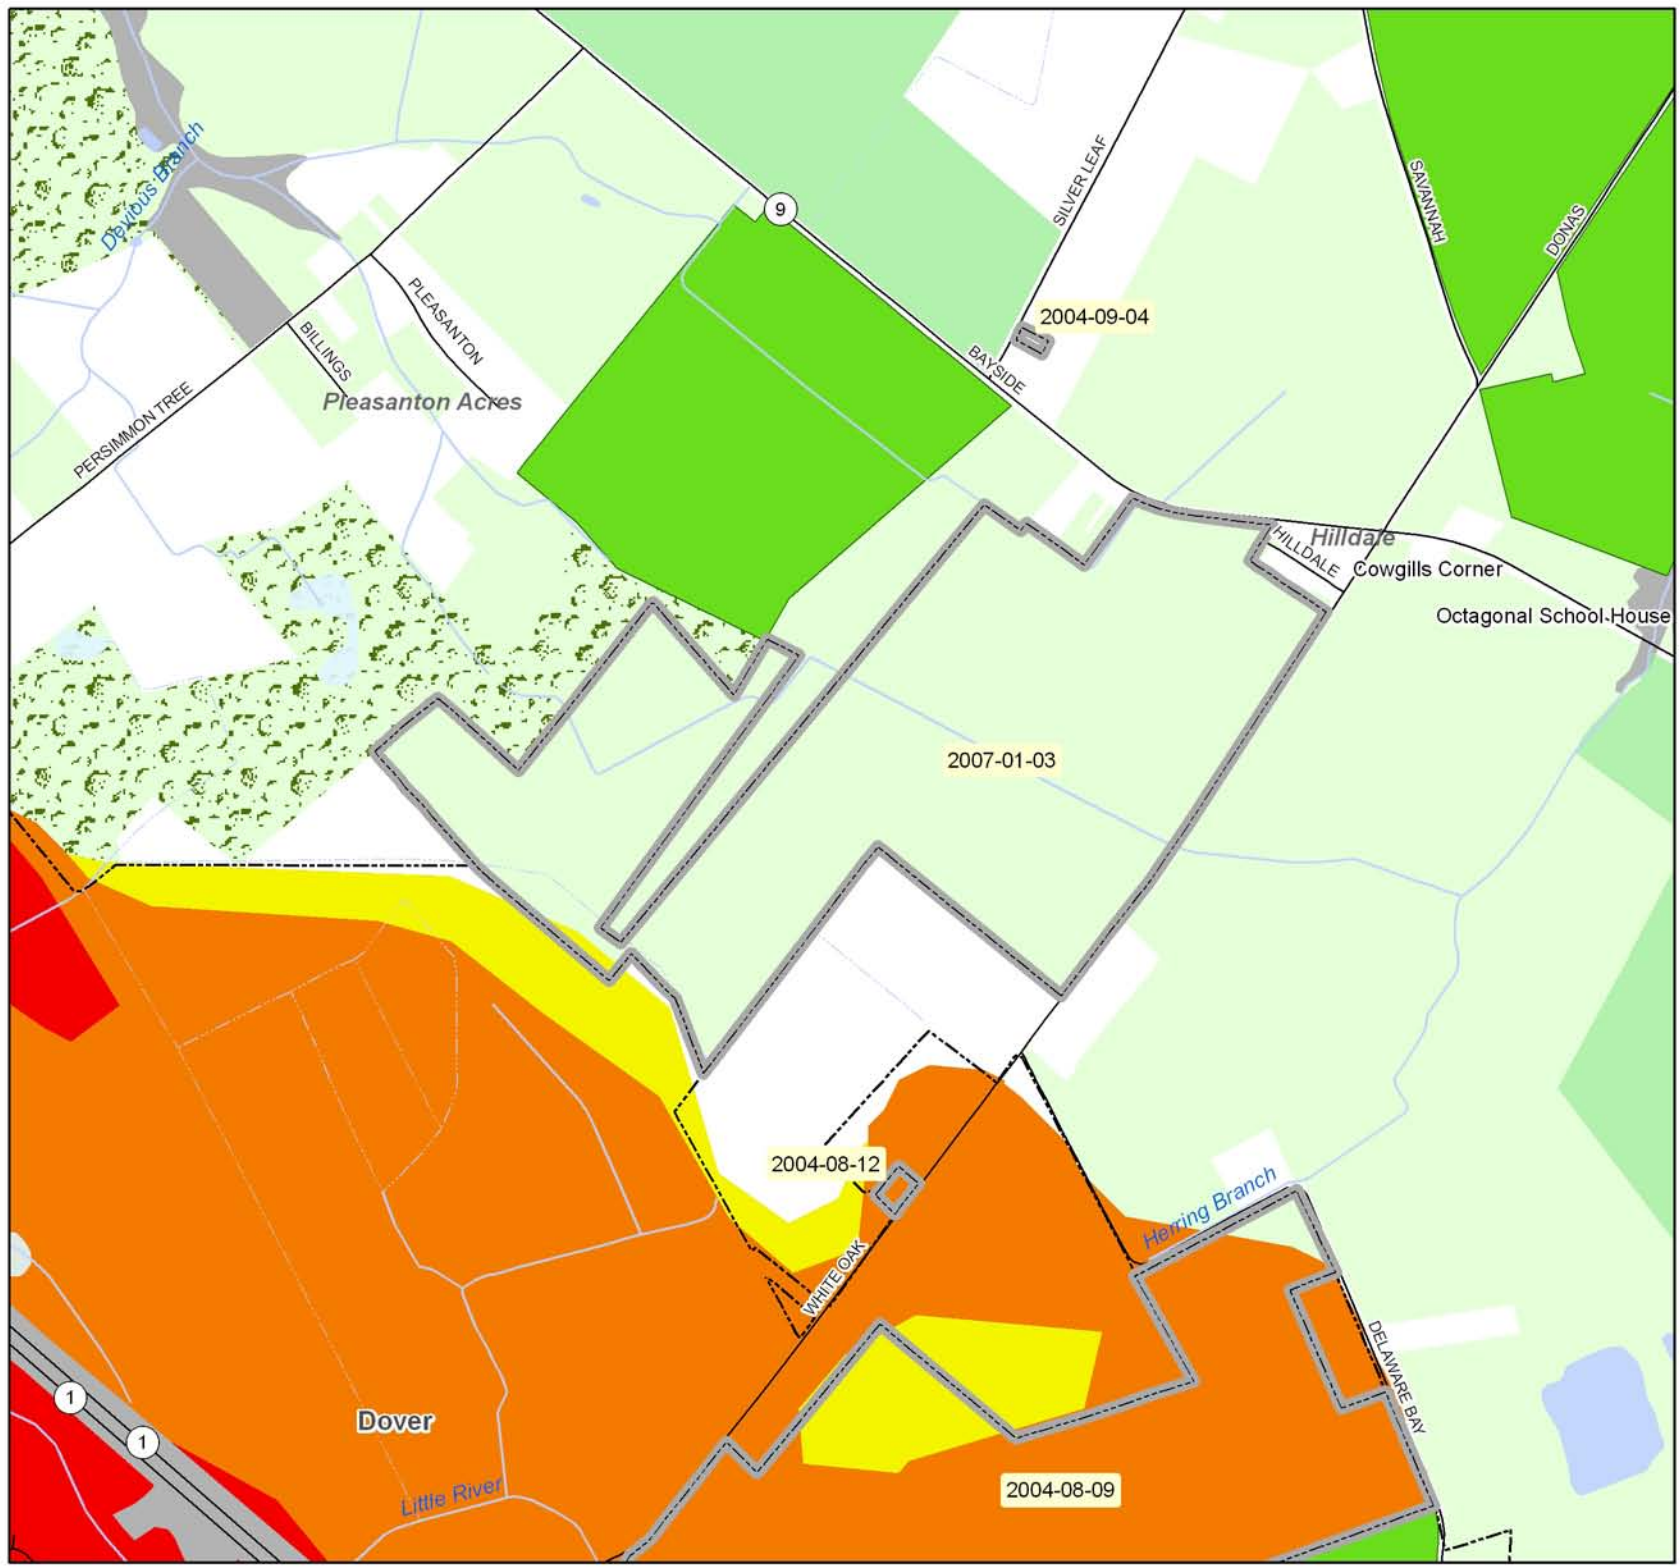 Devious Branch
9
SILVER LEAF
SAVANNAH
DONAS
PLEASANTON
2004-09-04
BILLINGS
BAYSIDE
Pleasanton Acres
PERSIMMON TREE
HILLDALE
Hilldale
Cowgills Corner
Octagonal School House
2007-01-03
2004-08-12
Herring Branch
WHITE OAK
DELAWARE BAY
1
Dover
1
Little River
2004-08-09